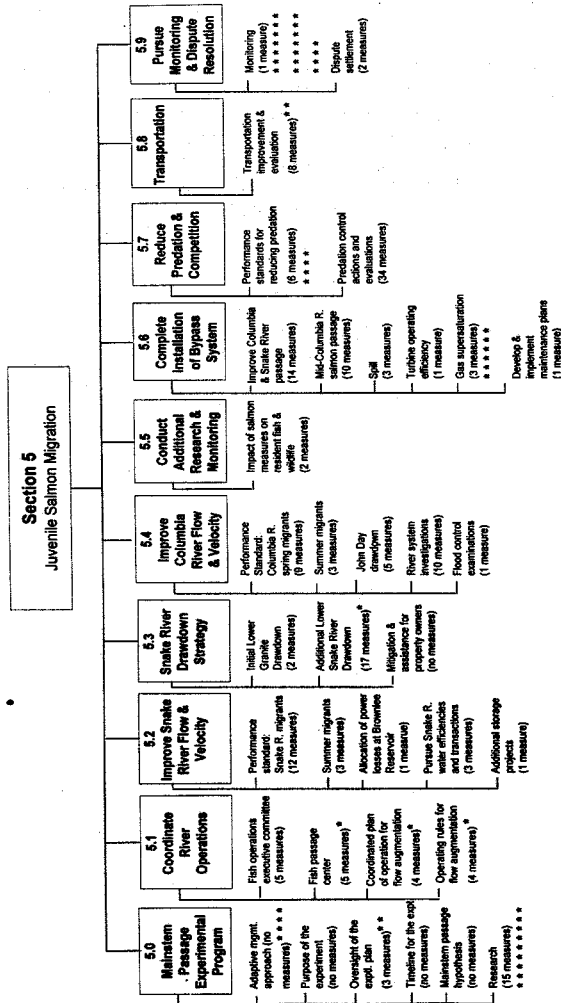 Section 5
Juvenile Salmon Migration
5.0
Mainstem
Passage
Experimental
Program
Adaptive mgmt.
approach (no
measures)****
Purpose of the
experiment
(no measures)
Oversight of the
exptl. plan
(3 measures)**
Timeline for the expt
(no measures)
Mainstem passage
hypothesis
(no measures)
Research
(15 measures)
**********
5.1
Coordinate
River
Operations
Fish operations
executive committee
(5 measures)
Fish passage
center
(5 measures)*
Coordinated plan
of operation for
flow augmentation
(4 measures)*
Operating rules for
flow augmentation
(4 measures)*
5.2
Improve Snake
River Flow &
Velocity
Performance
standard:
Snake R. migrants
(12 measures)
Summer migrants
(3 measures)
Allocation of power
losses at Brownlee
Reservoir
(1 measrue)
Pursue Snake R.
water efficiencies
and transactions
(3 measures)
Additional storage
projects
(1 measure)
5.3
Snake River
Drawdown
Strategy
Initial Lower
Granite
Drawdown
(2 measures)
Additional Lower
Snake River
Drawdown
(17 measures)*
Mitigation &
assistance for
property owners
(no measures)
5.4
Improve
Columbia
River Flow
& Velocity
Performance
Standard:
Columbia R.
spring migrants
(9 measures)
Summer migrants
(3 measures)
John Day
drawdown
(5 measures)
River system
investigations
(10 measures)
Flood control
examinations
(1 measure)
5.5
Conduct
Additional
Research &
Monitoring
Impact of salmon
measures on
resident fish &
wildlife
(2 measures)
5.6
Complete
Installation
of Bypass
System
Improve Columbia
& Snake River
passage
(14 measures)
Mid-Columbia R.
salmon passage
(10 measures)
Spill
(3 measures)
Turbine operating
efficiency
(1 measure)
Gas supersaturation
(3 measures)
******
Develop &
implement
maintenance plans
(1 measure)
5.7
Reduce
Predation &
Competition
Performance
standards for
reducing predation
(6 measures)
****
Predation control
actions and
evaluations
(34 measures)
5.8
Transportation
Transportation
improvement &
evaluation
(8 measures)**
5.9
Pursue
Monitoring
& Dispute
Resolution
Monitoring
(1 measure)
********
********
****
Dispute
settlement
(2 measures)